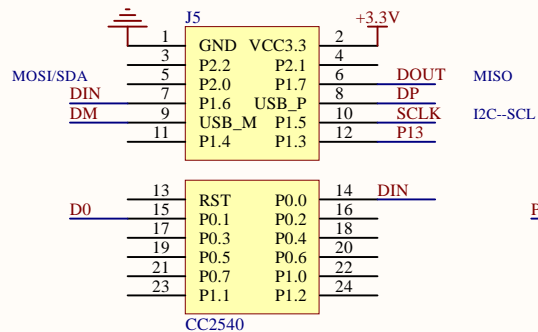 J5
+3.3V
1 GND VCC3.3 2
3 P2.2 P2.1 4
MOSI/SDA 5 P2.0 P1.7 6 DOUT MISO
DIN 7 P1.6 USB_P 8 DP
DM 9 USB_M P1.5 10 SCLK I2C--SCL
11 P1.4 P1.3 12 P13
13 RST P0.0 14 DIN
D0 15 P0.1 P0.2 16
17 P0.3 P0.4 18
19 P0.5 P0.6 20
21 P0.7 P1.0 22
23 P1.1 P1.2 24
CC2540